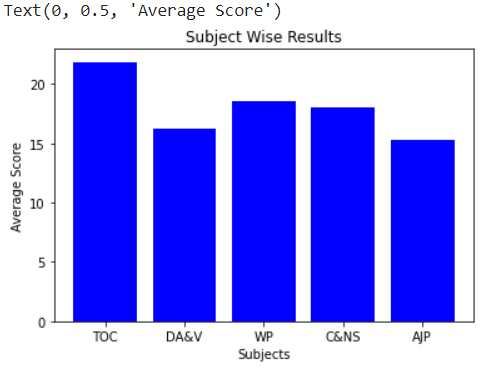 Text(0, 0.5, 'Average Score')
Subject Wise Results
20
15
10
5
0
Average Score
TOC DA&V WP C&NS AJP
Subjects